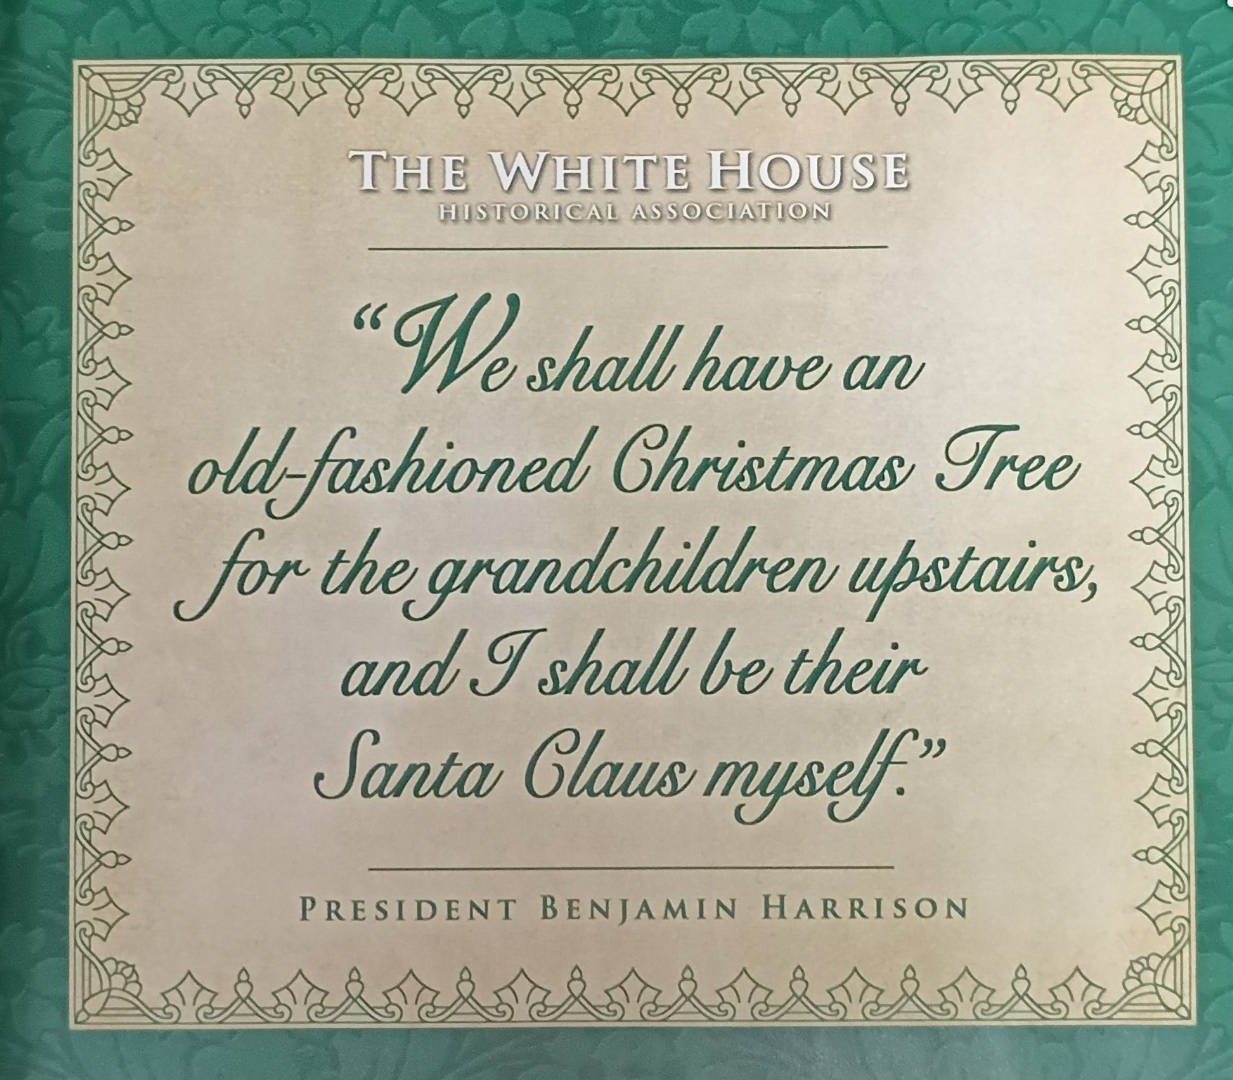 THE WHITE HOUSE
HISTORICAL ASSOCIATION
“We shall have an
old-fashioned Christmas Tree
for the grandchildren upstairs,
and I shall be their
Santa Claus myself.”
PRESIDENT BENJAMIN HARRISON